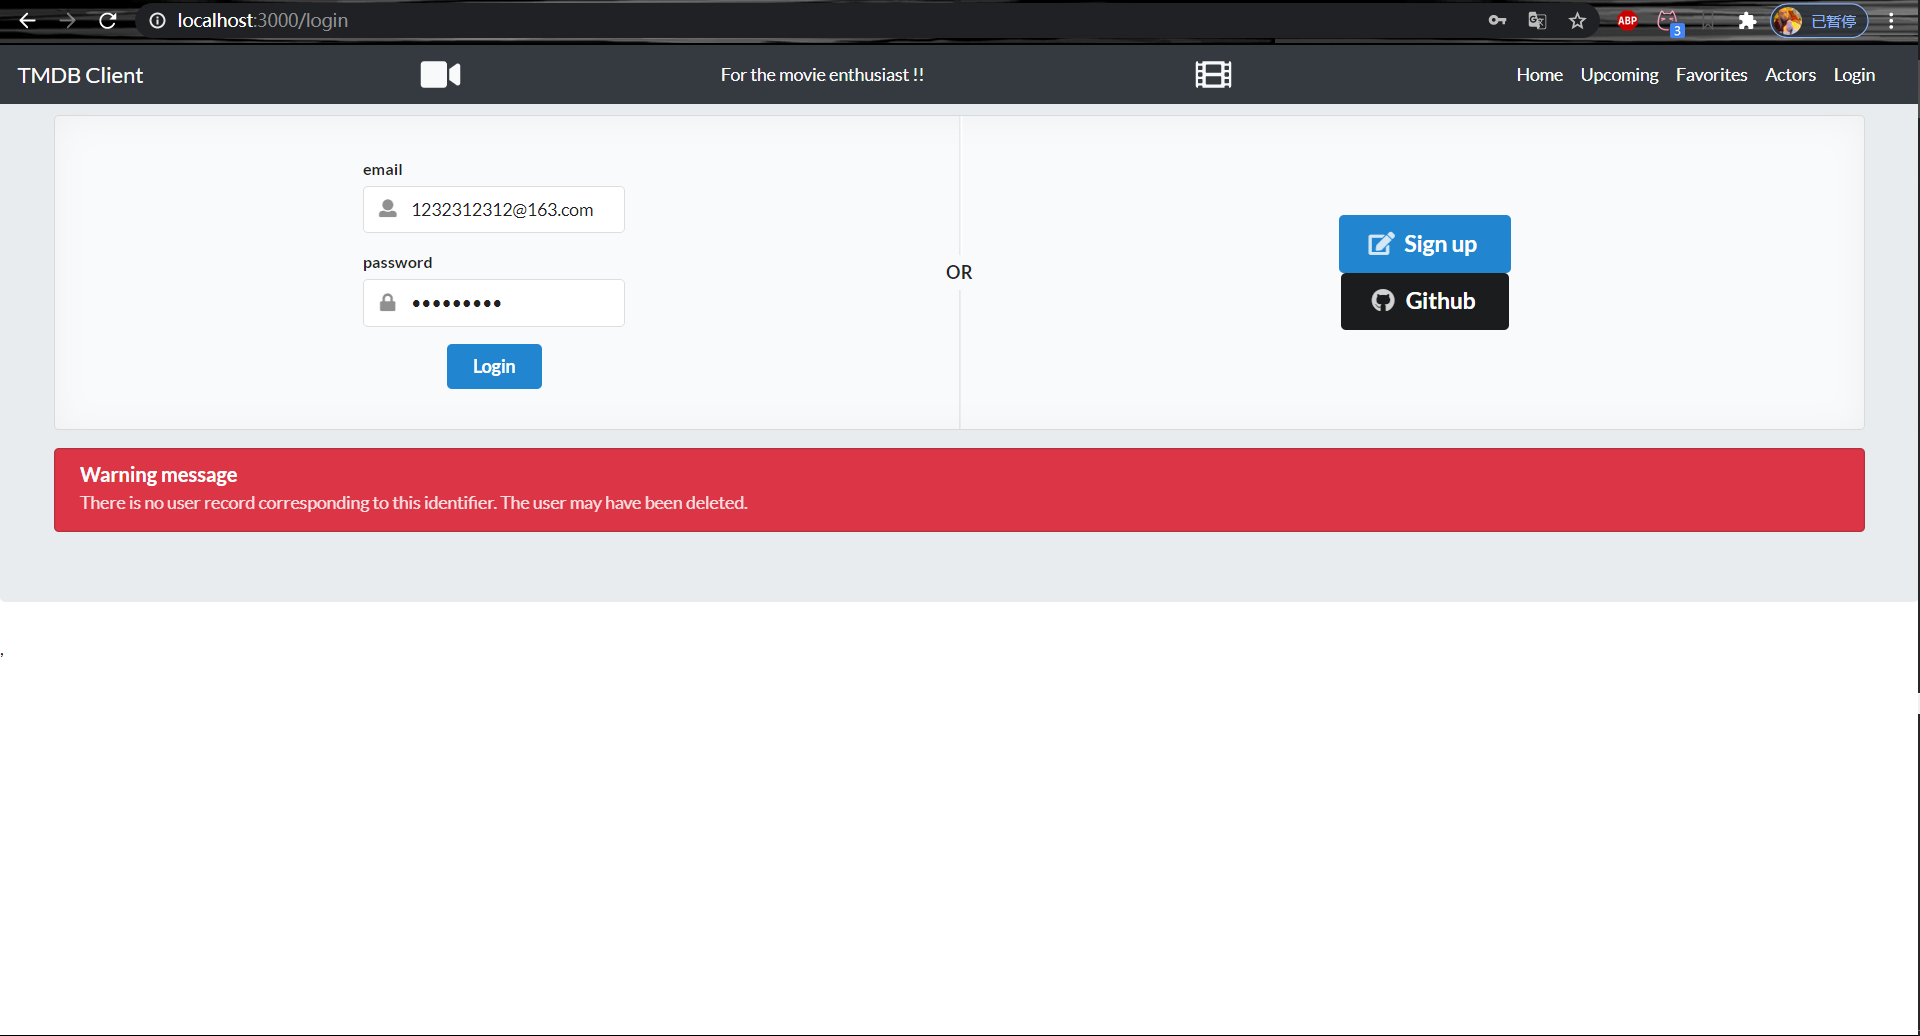 localhost:3000/login
ABP
3
已暂停
TMDB Client
For the movie enthusiast !!
Home Upcoming Favorites Actors Login
email
1232312312@163.com
password
•••••••••
Login
OR
Sign up
Github
Warning message
There is no user record corresponding to this identifier. The user may have been deleted.
,